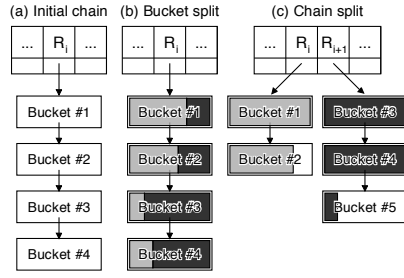 (a) Initial chain (b) Bucket split (c) Chain split
... Ri ... ... Ri ... ... Ri Ri+1 ...
Bucket #1 Bucket #1 Bucket #1 Bucket #3
Bucket #2 Bucket #2 Bucket #2 Bucket #4
Bucket #3 Bucket #3 Bucket #5
Bucket #4 Bucket #4